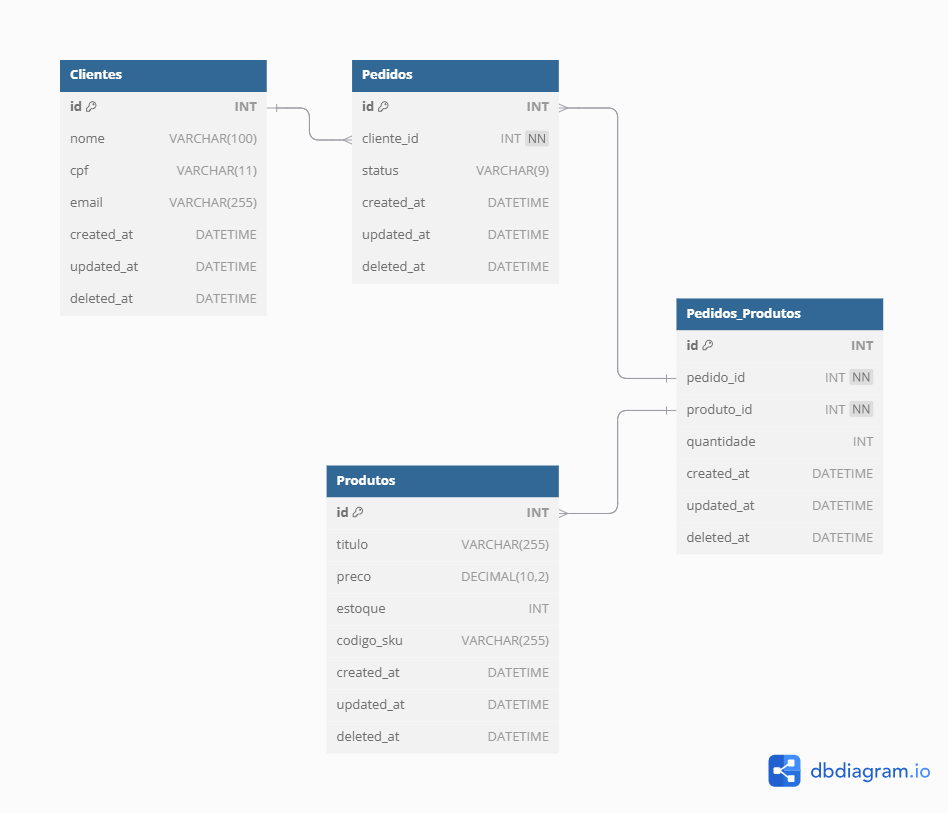 Clientes
id INT
nome VARCHAR(100)
cpf VARCHAR(11)
email VARCHAR(255)
created_at DATETIME
updated_at DATETIME
deleted_at DATETIME
Pedidos
id INT
cliente_id INT NN
status VARCHAR(9)
created_at DATETIME
updated_at DATETIME
deleted_at DATETIME
Pedidos_Produtos
id INT
pedido_id INT NN
produto_id INT NN
quantidade INT
created_at DATETIME
updated_at DATETIME
deleted_at DATETIME
Produtos
id INT
titulo VARCHAR(255)
preco DECIMAL(10,2)
estoque INT
codigo_sku VARCHAR(255)
created_at DATETIME
updated_at DATETIME
deleted_at DATETIME
dbdiagram.io